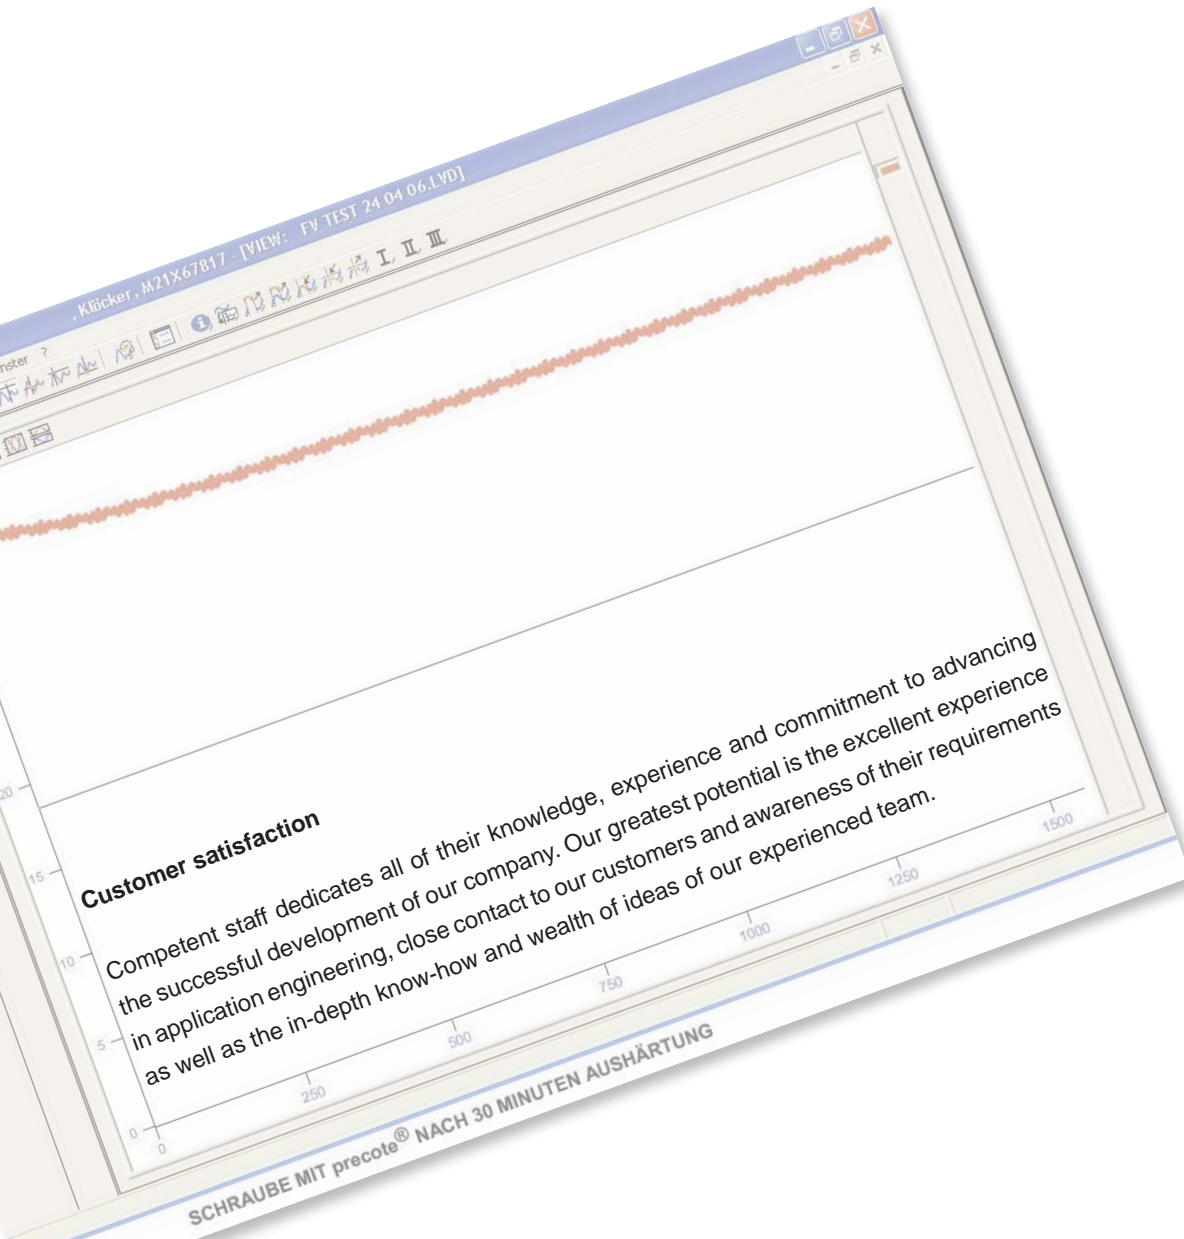 , Klöcker, M21X67817 - [VIEW: FV TEST 24 04 06.LVD]
nster ?
I II III
Customer satisfaction
Competent staff dedicates all of their knowledge, experience and commitment to advancing
the successful development of our company. Our greatest potential is the excellent experience
in application engineering, close contact to our customers and awareness of their requirements
as well as the in-depth know-how and wealth of ideas of our experienced team.
20
15
10
5
0
0 250 500 750 1000 1250 1500
SCHRAUBE MIT precote® NACH 30 MINUTEN AUSHÄRTUNG